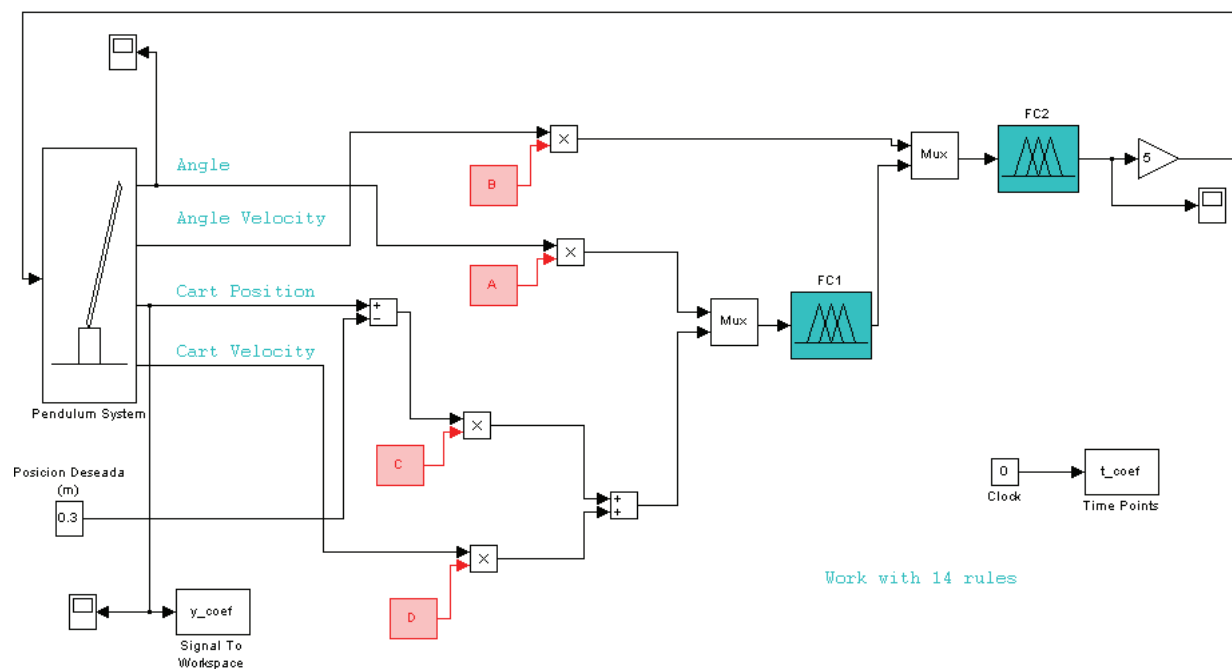 FC2
Mux
5
Angle
×
B
Angle Velocity
×
A
FC1
Cart Position
+
−
Mux
Cart Velocity
Pendulum System
×
C
Posicion Deseada
(m)
0.3
0
Clock
t_coef
Time Points
+
+
×
D
Work with 14 rules
y_coef
Signal To
Workspace